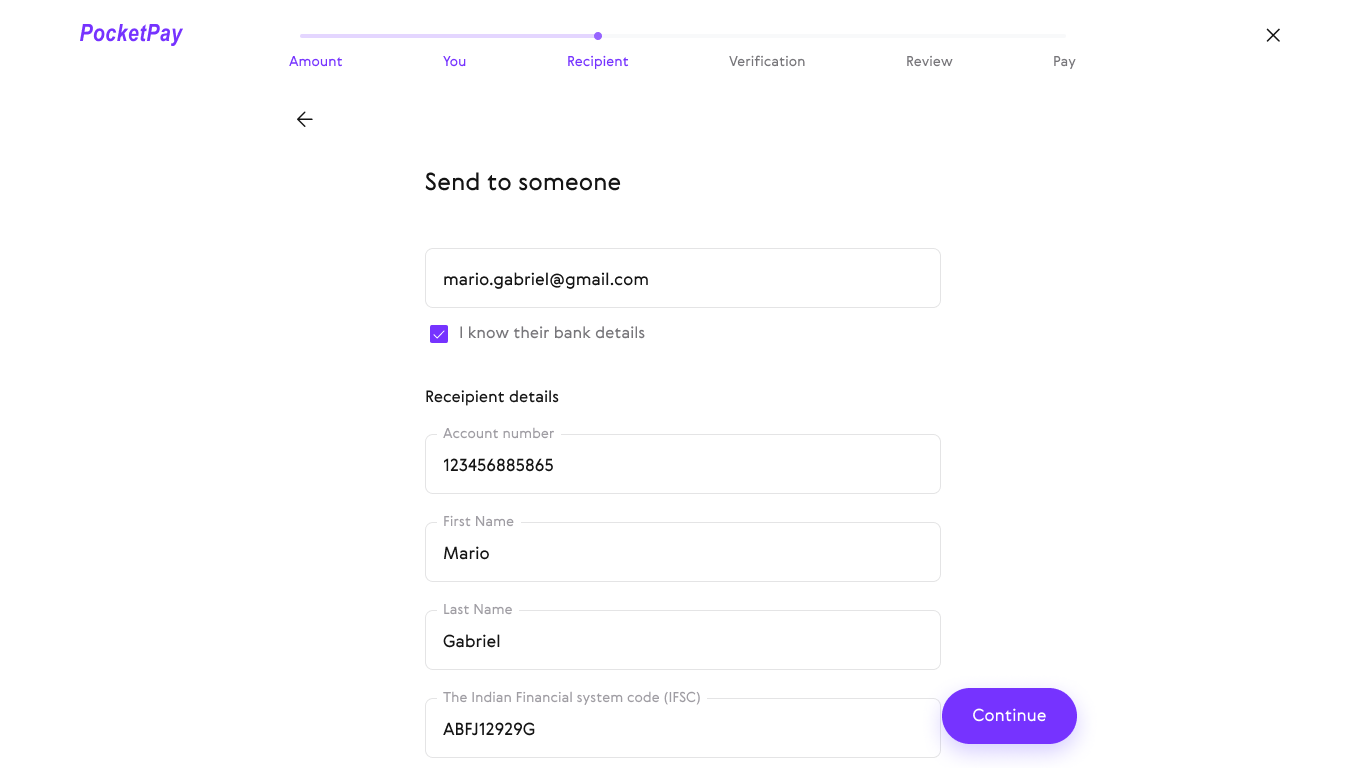 PocketPay
Amount You Recipient Verification Review Pay
Send to someone
mario.gabriel@gmail.com
I know their bank details
Receipient details
Account number
123456885865
First Name
Mario
Last Name
Gabriel
The Indian Financial system code (IFSC)
ABFJ12929G
Continue